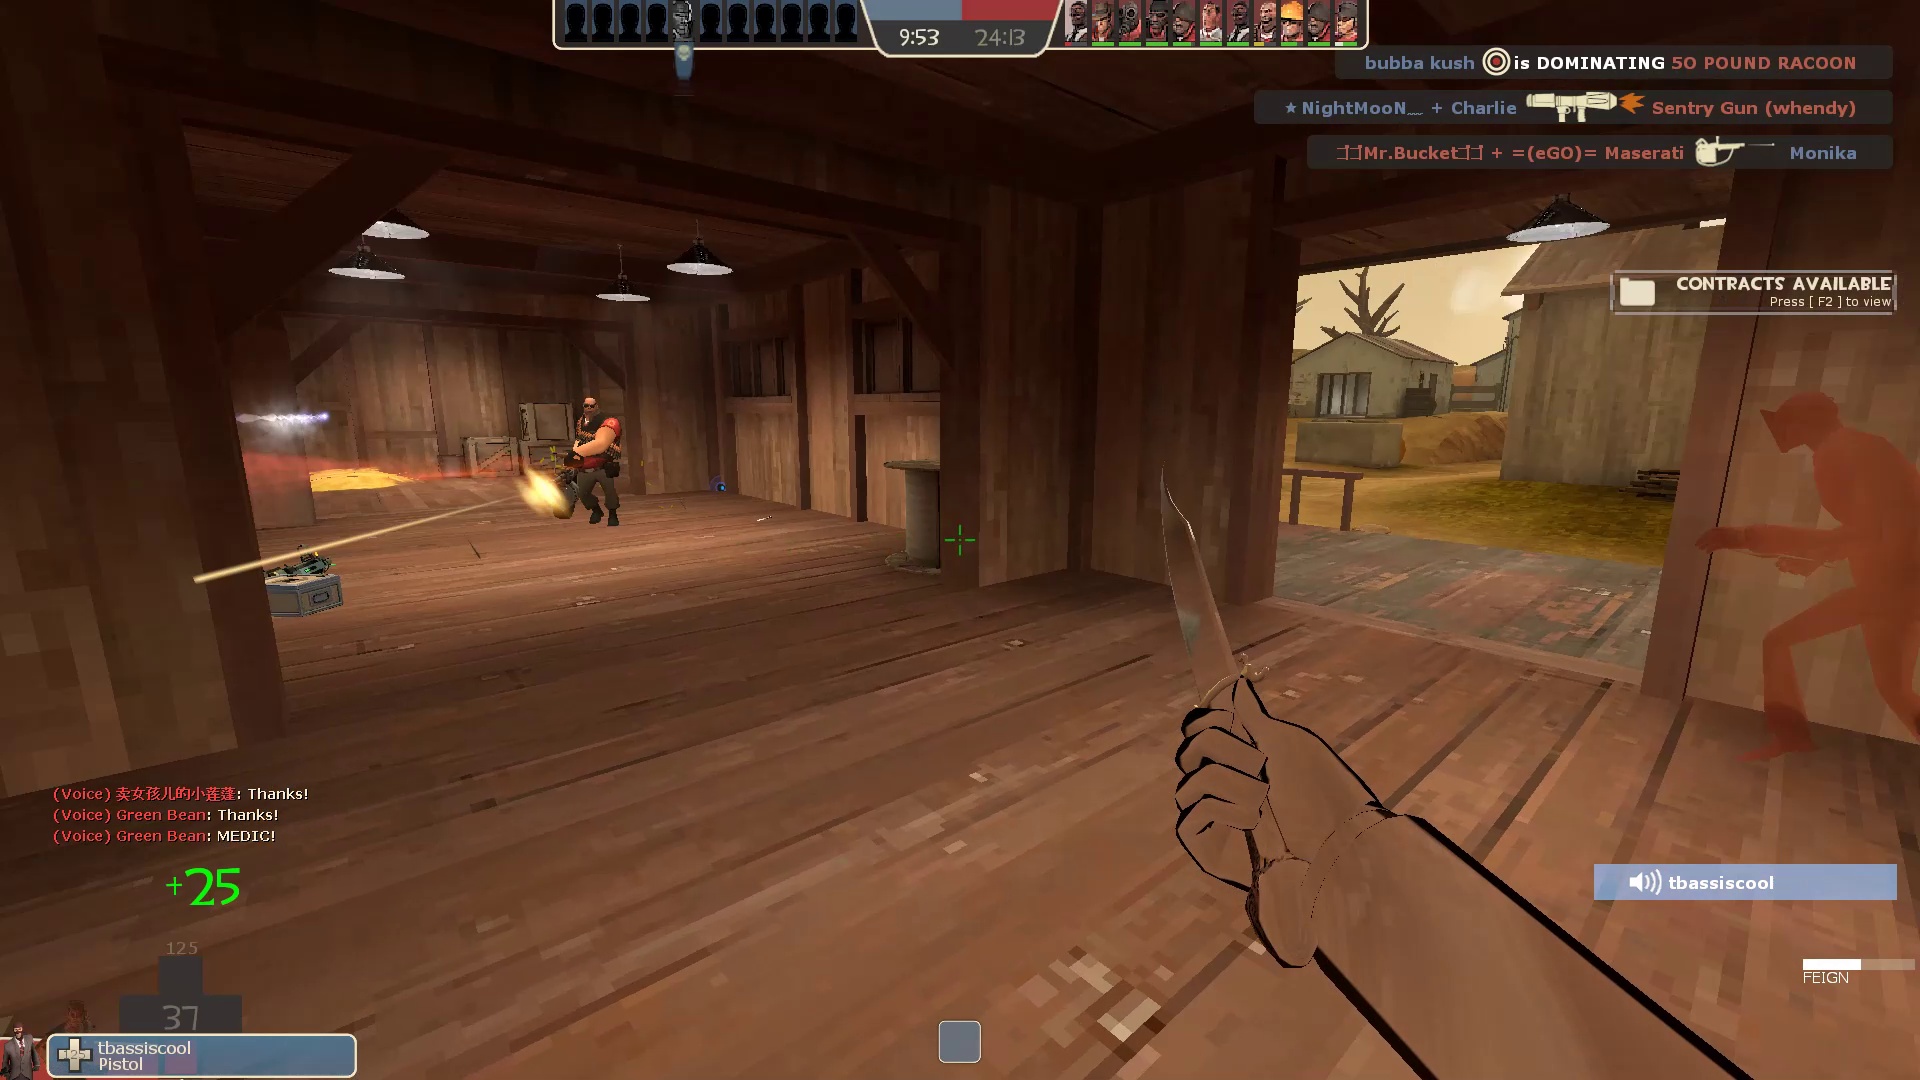 9:53 24:13
bubba kush is DOMINATING 50 POUND RACOON
★ NightMooN__ + Charlie Sentry Gun (whendy)
Mr.Bucket + =(eGO)= Maserati Monika
CONTRACTS AVAILABLE
Press [ F2 ] to view
(Voice) 卖女孩儿的小莲蓬: Thanks!
(Voice) Green Bean: Thanks!
(Voice) Green Bean: MEDIC!
+25
tbassiscool
125
FEIGN
37
125 tbassiscool
Pistol